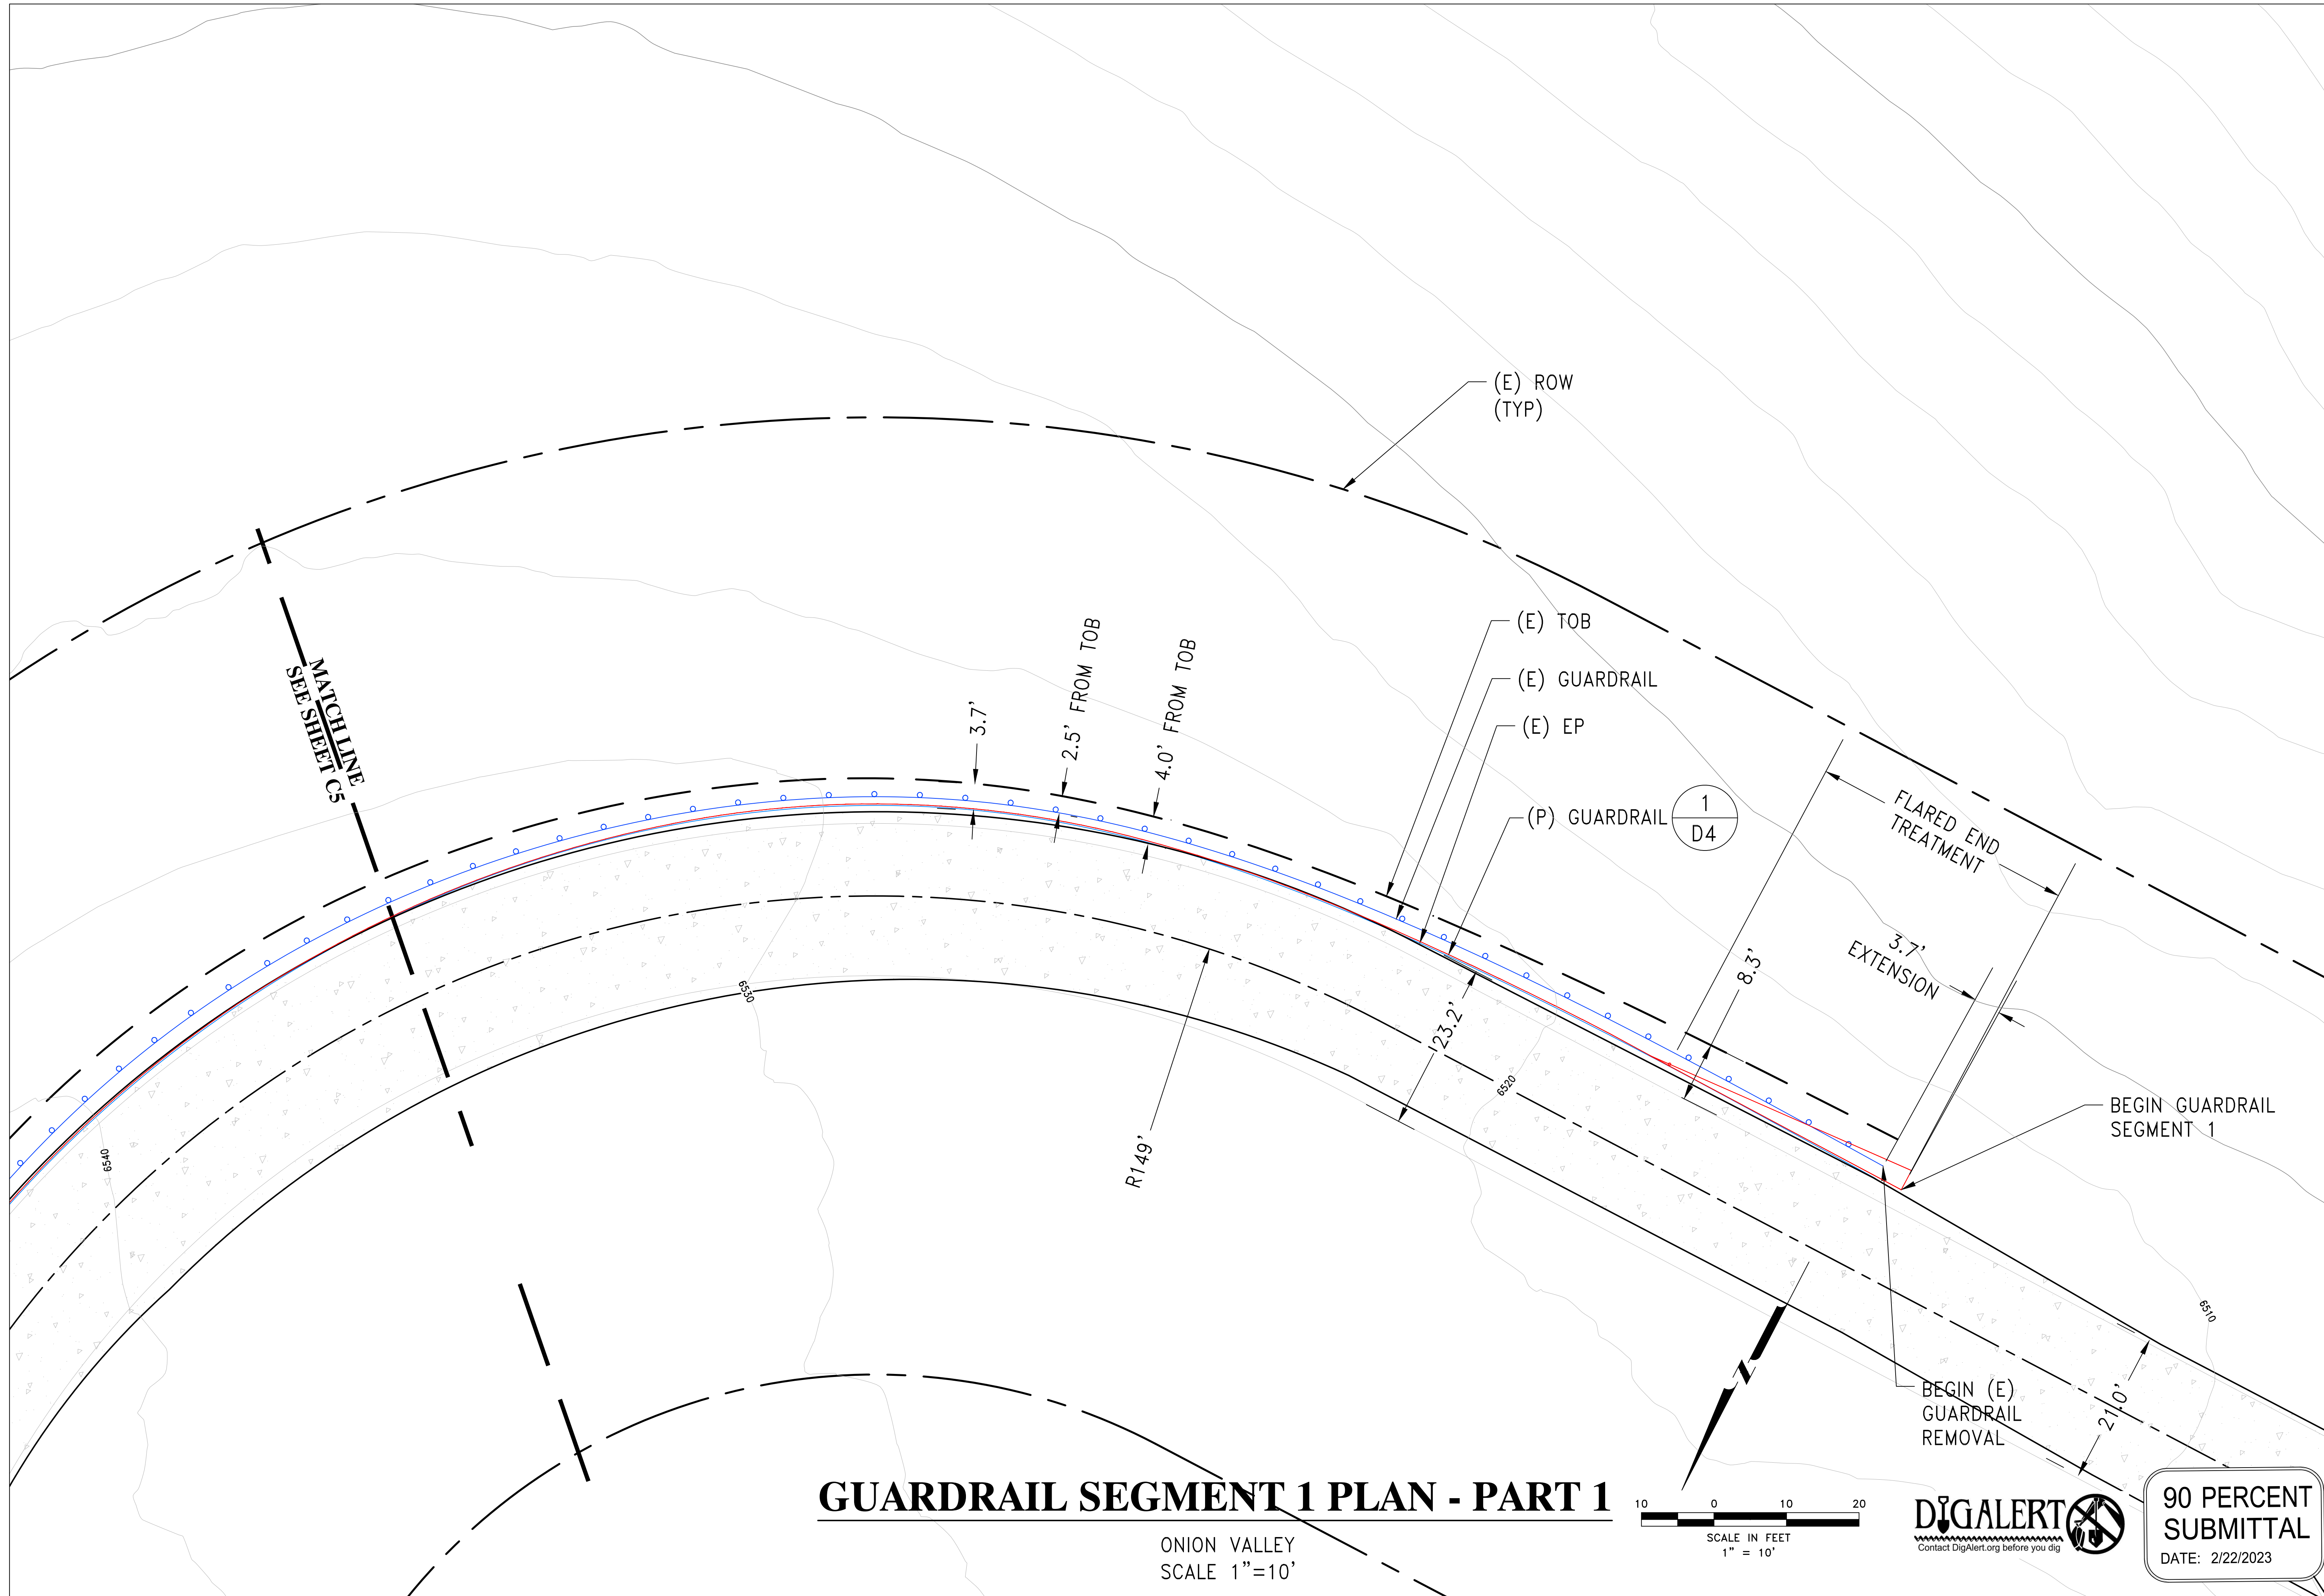 (E) ROW
(TYP)
MATCH LINE
SEE SHEET C5
3.7'
2.5' FROM TOB
4.0' FROM TOB
(E) TOB
(E) GUARDRAIL
(E) EP
(P) GUARDRAIL
1
D4
FLARED END
TREATMENT
3.7'
EXTENSION
8.3'
23.2'
R149'
6530
6520
6540
6510
BEGIN GUARDRAIL
SEGMENT 1
BEGIN (E)
GUARDRAIL
REMOVAL
21.0'
N
GUARDRAIL SEGMENT 1 PLAN - PART 1
ONION VALLEY
SCALE 1"=10'
10 0 10 20
SCALE IN FEET
1" = 10'
DIGALERT
Contact DigAlert.org before you dig
90 PERCENT
SUBMITTAL
DATE: 2/22/2023